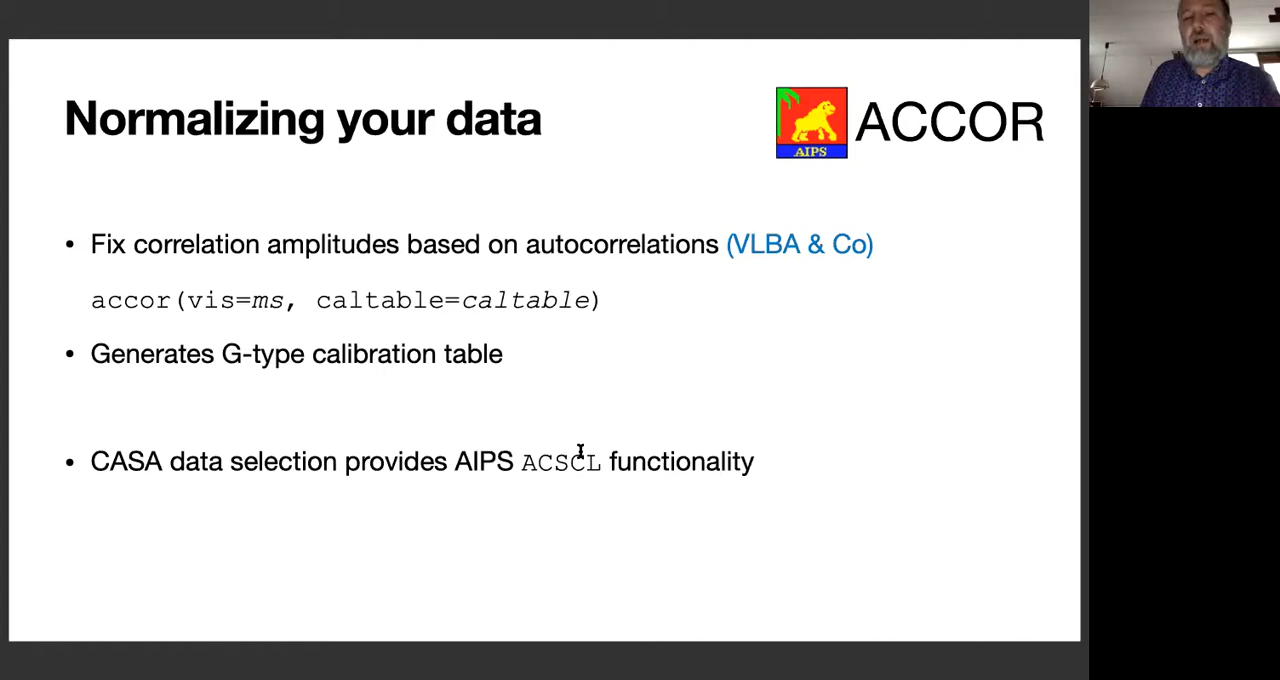 Normalizing your data
AIPS
ACCOR
• Fix correlation amplitudes based on autocorrelations (VLBA & Co)
accor(vis=ms, caltable=caltable)
• Generates G-type calibration table
• CASA data selection provides AIPS ACSCL functionality